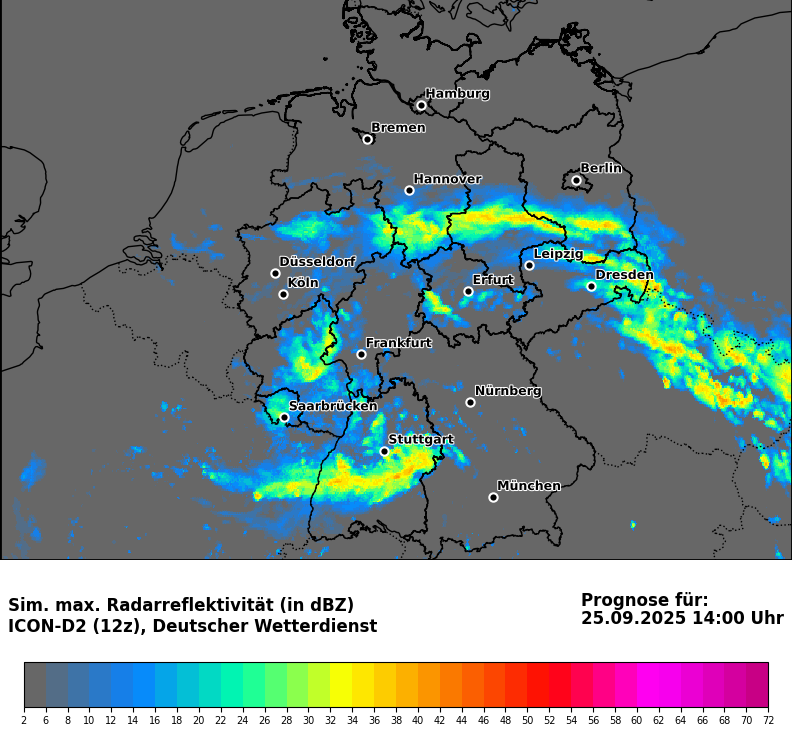 Hamburg
Bremen
Berlin
Hannover
Leipzig
Düsseldorf
Dresden
Erfurt
Köln
Frankfurt
Nürnberg
Saarbrücken
Stuttgart
München
Sim. max. Radarreflektivität (in dBZ)
ICON-D2 (12z), Deutscher Wetterdienst
Prognose für:
25.09.2025 14:00 Uhr
2 6 8 10 12 14 16 18 20 22 24 26 28 30 32 34 36 38 40 42 44 46 48 50 52 54 56 58 60 62 64 66 68 70 72